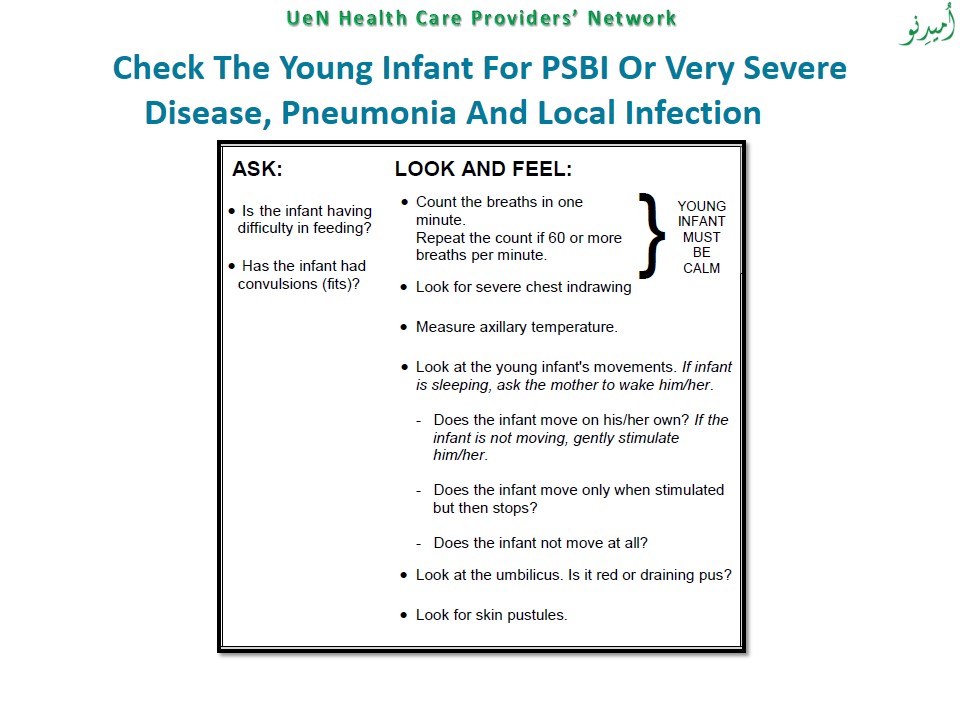 UeN Health Care Providers' Network
اُمیدِنو
Check The Young Infant For PSBI Or Very Severe
Disease, Pneumonia And Local Infection
ASK:
• Is the infant having
difficulty in feeding?
• Has the infant had
convulsions (fits)?
LOOK AND FEEL:
• Count the breaths in one
minute.
Repeat the count if 60 or more
breaths per minute.
• Look for severe chest indrawing
}
YOUNG
INFANT
MUST
BE
CALM
• Measure axillary temperature.
• Look at the young infant's movements. If infant
is sleeping, ask the mother to wake him/her.
- Does the infant move on his/her own? If the
infant is not moving, gently stimulate
him/her.
- Does the infant move only when stimulated
but then stops?
- Does the infant not move at all?
• Look at the umbilicus. Is it red or draining pus?
• Look for skin pustules.